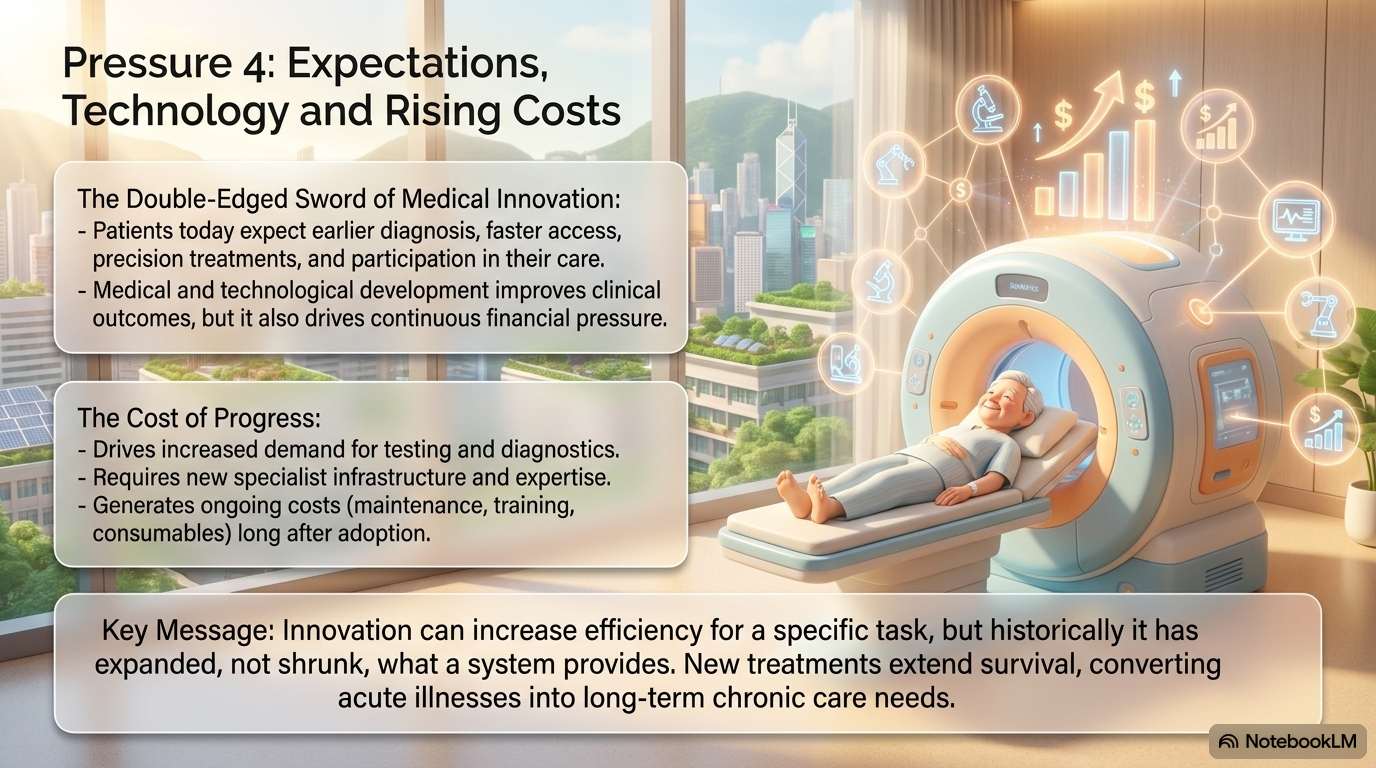 Pressure 4: Expectations,
Technology and Rising Costs
The Double-Edged Sword of Medical Innovation:
- Patients today expect earlier diagnosis, faster access,
precision treatments, and participation in their care.
- Medical and technological development improves clinical
outcomes, but it also drives continuous financial pressure.
The Cost of Progress:
- Drives increased demand for testing and diagnostics.
- Requires new specialist infrastructure and expertise.
- Generates ongoing costs (maintenance, training,
consumables) long after adoption.
Key Message: Innovation can increase efficiency for a specific task, but historically it has
expanded, not shrunk, what a system provides. New treatments extend survival, converting
acute illnesses into long-term chronic care needs.
$ $
$
$
$
NotebookLM